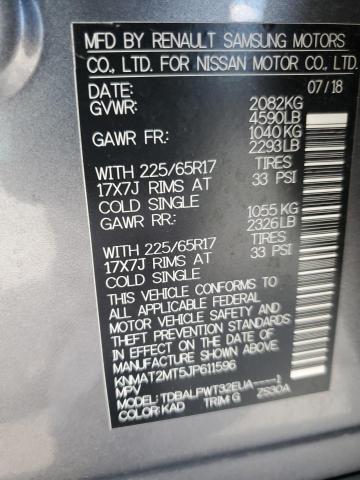 MFD BY RENAULT SAMSUNG MOTORS
CO., LTD. FOR NISSAN MOTOR CO., LTD.
DATE: 07/18
GVWR: 2082KG
4590LB
GAWR FR: 1040KG
2293LB
WITH 225/65R17 TIRES
17X7J RIMS AT 33 PSI
COLD SINGLE
GAWR RR: 1055 KG
2326LB
WITH 225/65R17 TIRES
17X7J RIMS AT 33 PSI
COLD SINGLE
THIS VEHICLE CONFORMS TO
ALL APPLICABLE FEDERAL
MOTOR VEHICLE SAFETY AND
THEFT PREVENTION STANDARDS
IN EFFECT ON THE DATE OF
MANUFACTURE SHOWN ABOVE.
KNMAT2MT5JP611596
MPV
MODEL: TDBALPWT32EUA----1
COLOR:KAD TRIM:G ZS30A